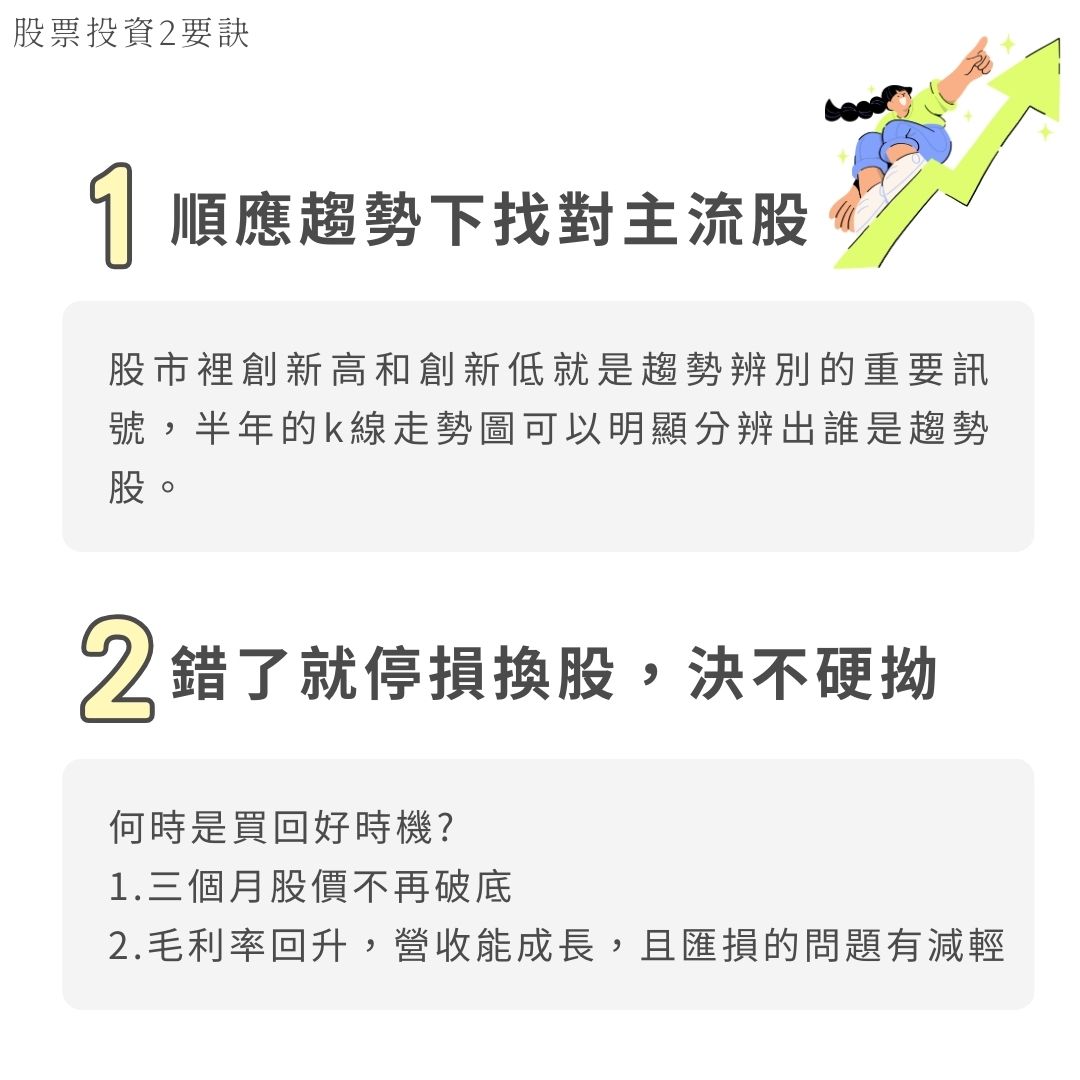 股票投資2要訣
1 順應趨勢下找對主流股
股市裡創新高和創新低就是趨勢辨別的重要訊
號，半年的k線走勢圖可以明顯分辨出誰是趨勢
股。
2 錯了就停損換股，決不硬拗
何時是買回好時機?
1.三個月股價不再破底
2.毛利率回升，營收能成長，且匯損的問題有減輕